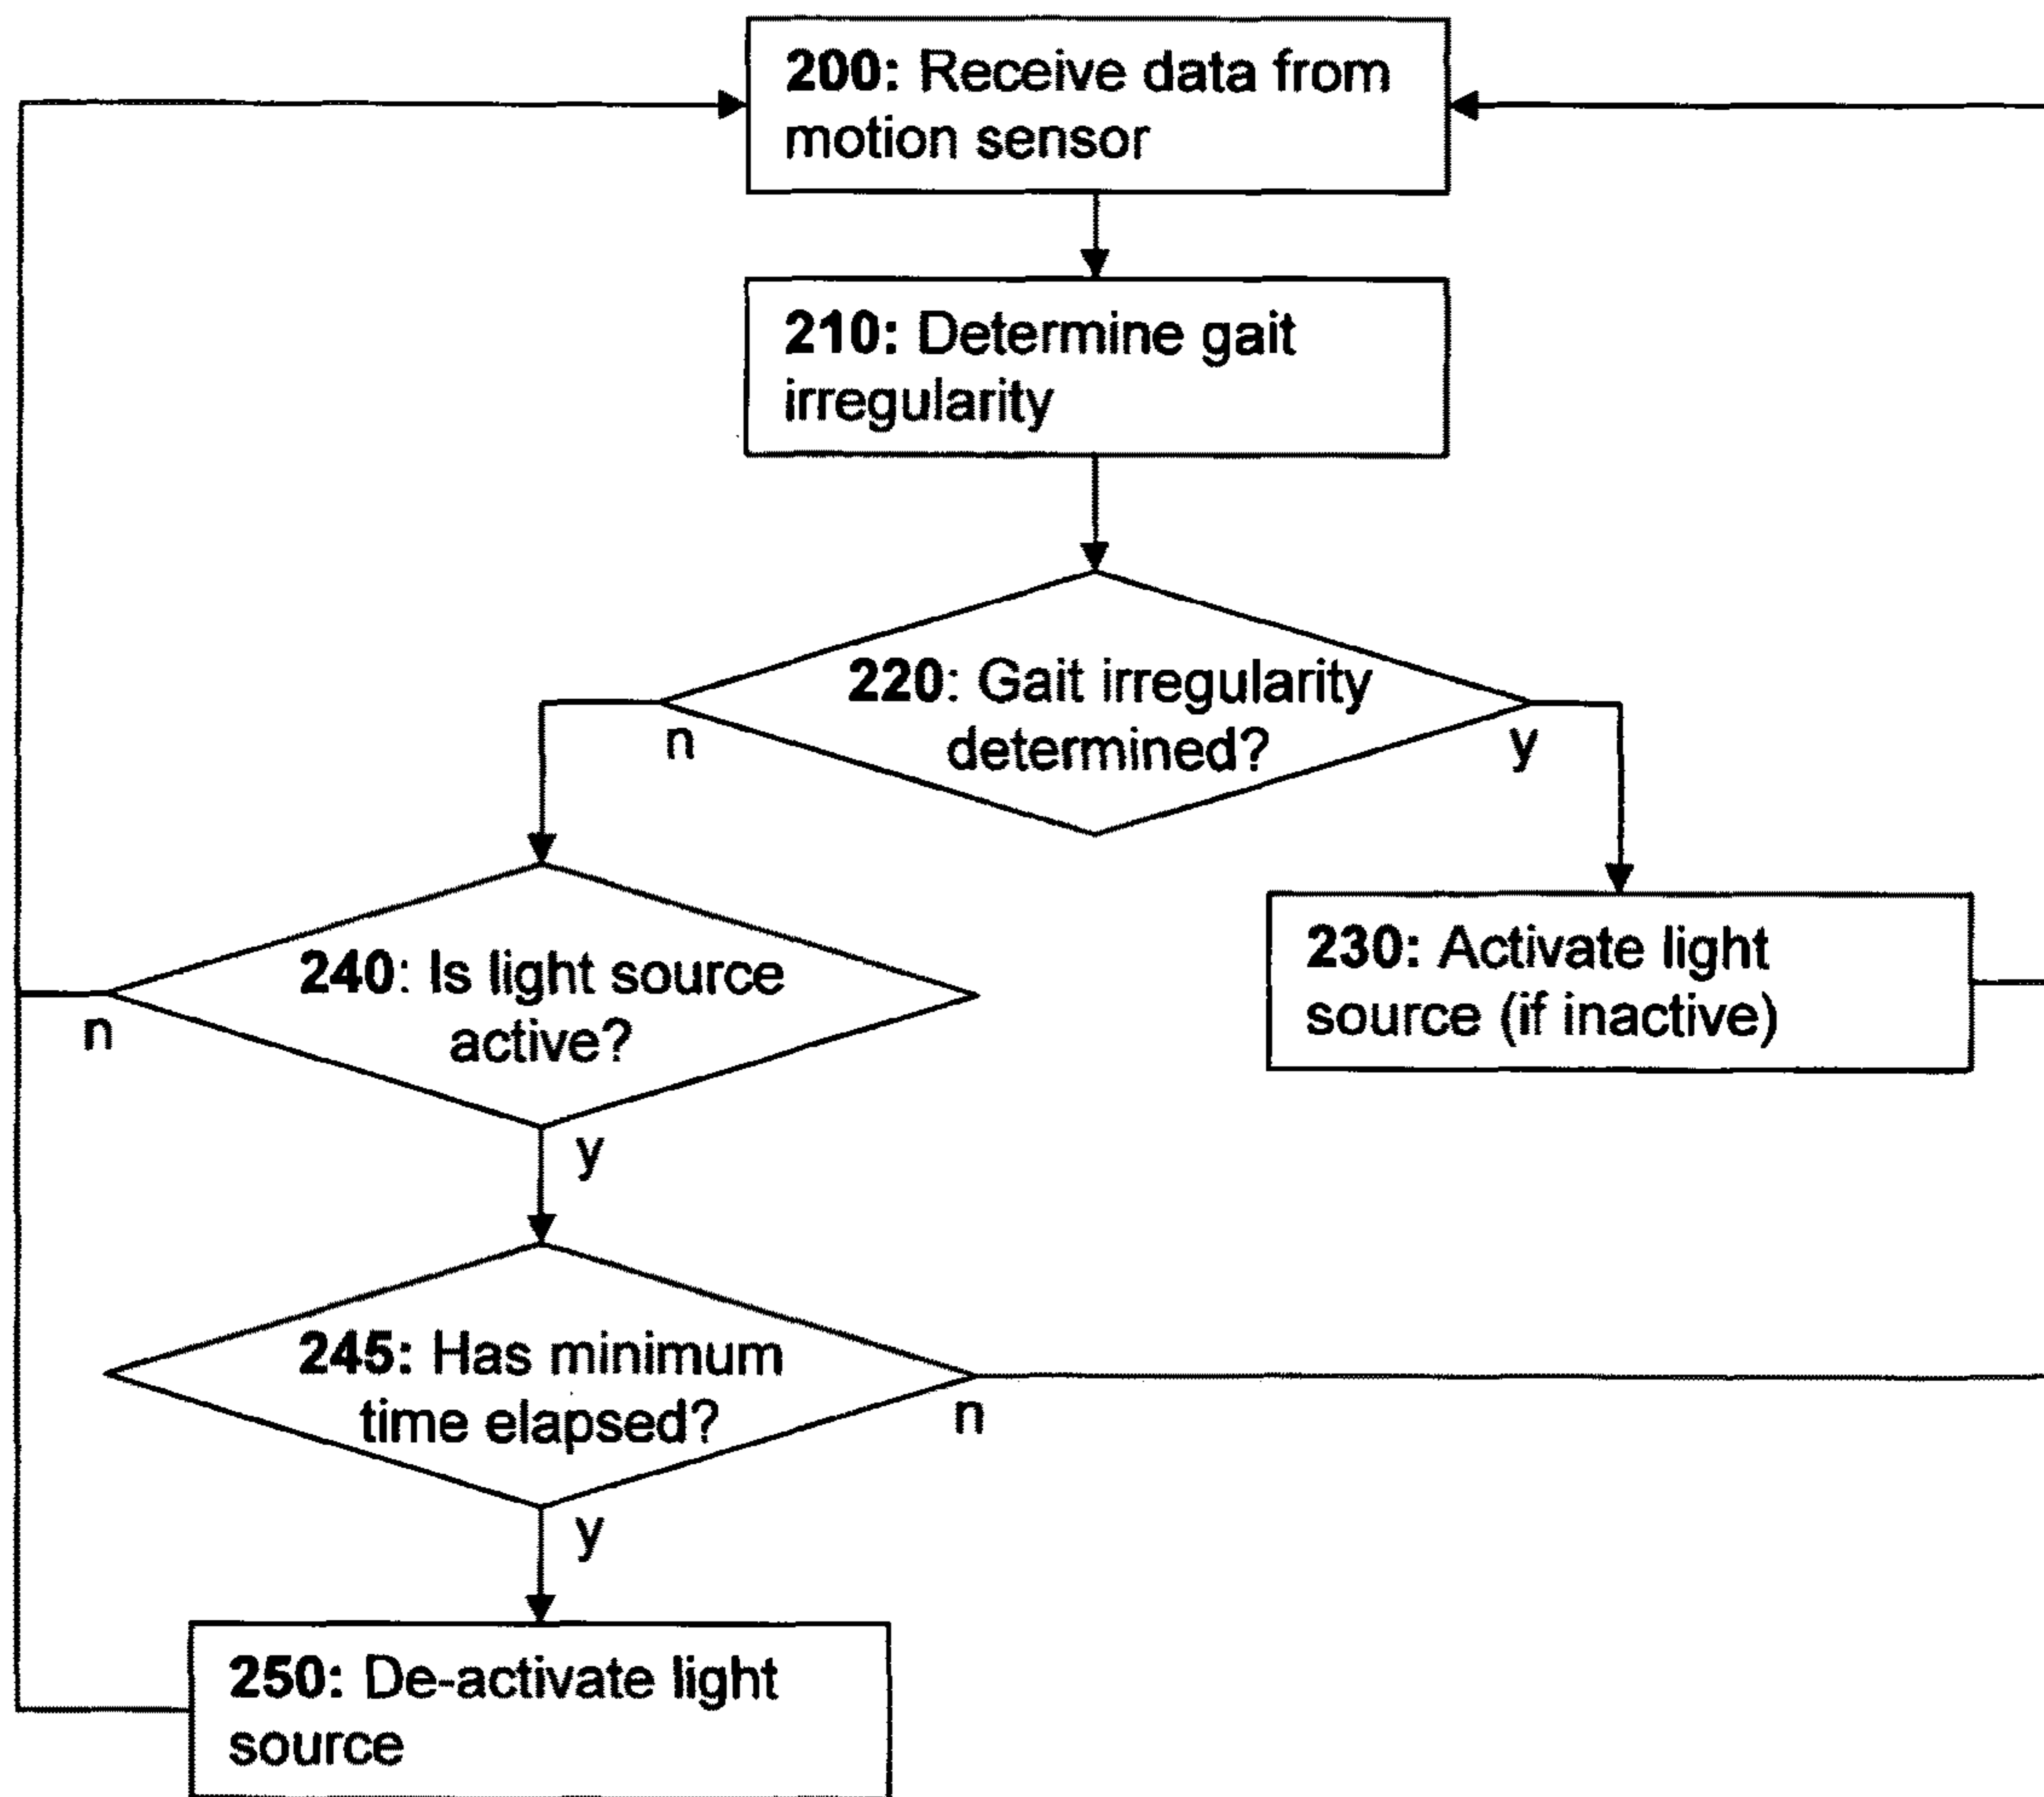 200: Receive data from
motion sensor
210: Determine gait
irregularity
220: Gait irregularity
determined?
n
y
240: Is light source
active?
n
y
230: Activate light
source (if inactive)
245: Has minimum
time elapsed?
n
y
250: De-activate light
source